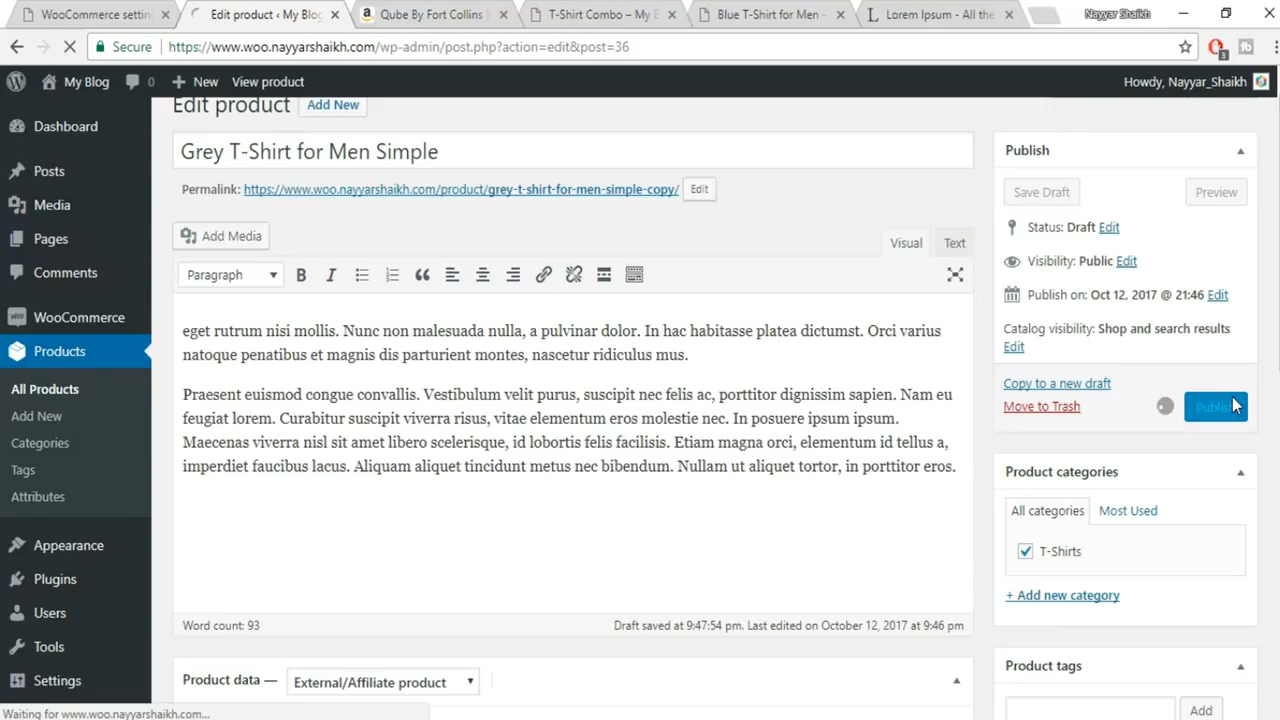 WooCommerce settin
Edit product ‹ My Blog
Qube By Fort Collins
T-Shirt Combo – My B
Blue T-Shirt for Men -
Lorem Ipsum - All the
Nayyar Shaikh
Secure
https://www.woo.nayyarshaikh.com/wp-admin/post.php?action=edit&post=36
3
My Blog
0
New
View product
Howdy, Nayyar_Shaikh
Dashboard
Posts
Media
Pages
Comments
WooCommerce
Products
All Products
Add New
Categories
Tags
Attributes
Appearance
Plugins
Users
Tools
Settings
Edit product
Add New
Grey T-Shirt for Men Simple
Permalink: https://www.woo.nayyarshaikh.com/product/grey-t-shirt-for-men-simple-copy/ Edit
Add Media
Visual
Text
Paragraph
B
I
eget rutrum nisi mollis. Nunc non malesuada nulla, a pulvinar dolor. In hac habitasse platea dictumst. Orci varius
natoque penatibus et magnis dis parturient montes, nascetur ridiculus mus.
Praesent euismod congue convallis. Vestibulum velit purus, suscipit nec felis ac, porttitor dignissim sapien. Nam eu
feugiat lorem. Curabitur suscipit viverra risus, vitae elementum eros molestie nec. In posuere ipsum ipsum.
Maecenas viverra nisl sit amet libero scelerisque, id lobortis felis facilisis. Etiam magna orci, elementum id tellus a,
imperdiet faucibus lacus. Aliquam aliquet tincidunt metus nec bibendum. Nullam ut aliquet tortor, in porttitor eros.
Word count: 93
Draft saved at 9:47:54 pm. Last edited on October 12, 2017 at 9:46 pm
Product data —
External/Affiliate product
Publish
Save Draft
Preview
Status: Draft Edit
Visibility: Public Edit
Publish on: Oct 12, 2017 @ 21:46 Edit
Catalog visibility: Shop and search results
Edit
Copy to a new draft
Move to Trash
Publish
Product categories
All categories
Most Used
T-Shirts
+ Add new category
Product tags
Add
Waiting for www.woo.nayyarshaikh.com...